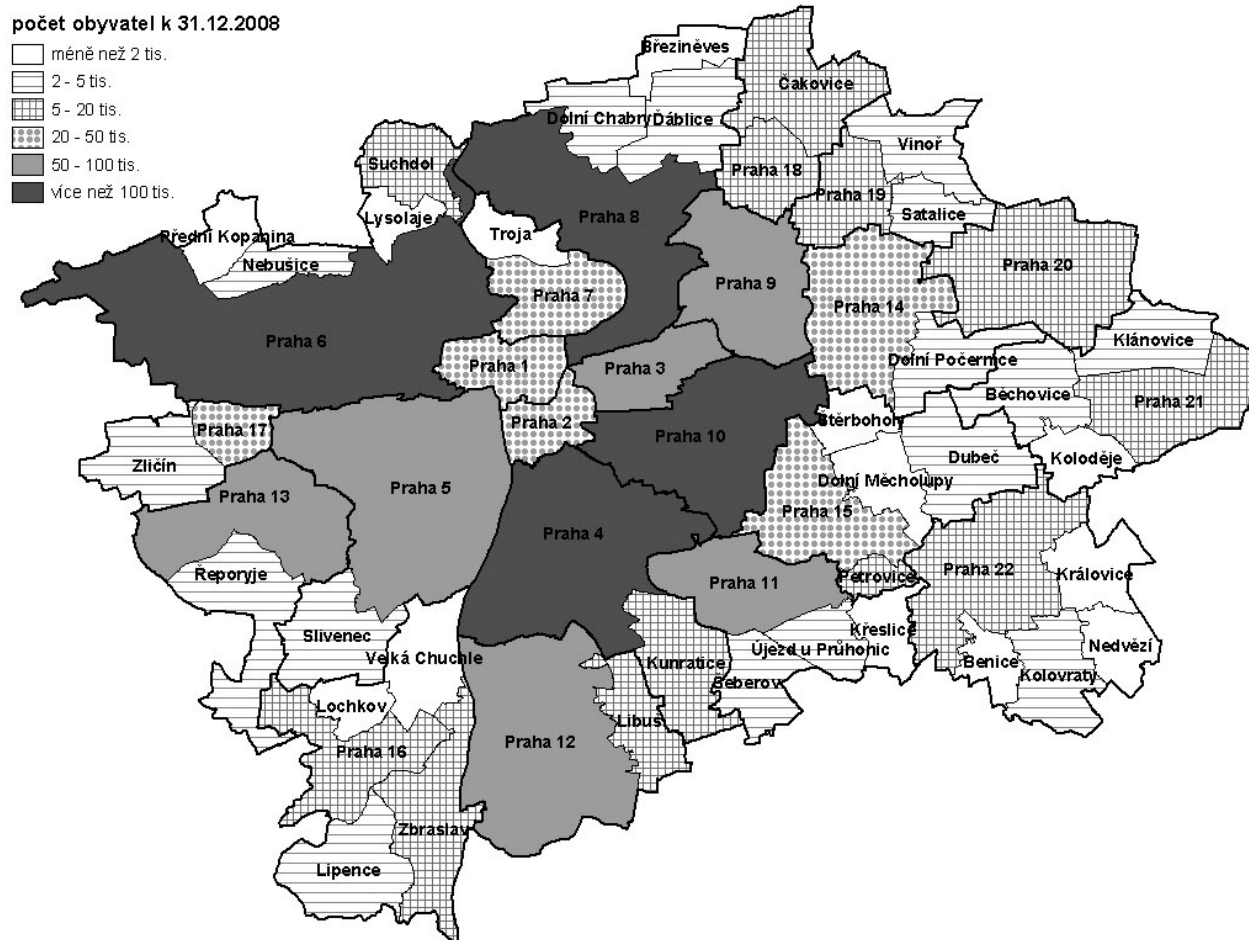 počet obyvatel k 31.12.2008
méně než 2 tis.
2 - 5 tis.
5 - 20 tis.
20 - 50 tis.
50 - 100 tis.
více než 100 tis.
Březiněves
Čakovice
Dolní Chabry
Ďáblice
Vinoř
Suchdol
Praha 18
Praha 19
Lysolaje
Praha 8
Satalice
Troja
Přední Kopanina
Nebušice
Praha 20
Praha 9
Praha 7
Praha 14
Praha 6
Klánovice
Praha 1
Praha 3
Dolní Počernice
Běchovice
Praha 21
Praha 2
Štěrboholy
Praha 17
Praha 10
Zličín
Dubeč
Koloděje
Dolní Měcholupy
Praha 5
Praha 13
Praha 15
Praha 4
Řeporyje
Petrovice
Praha 22
Královice
Praha 11
Křeslice
Slivenec
Újezd u Průhonic
Nedvězí
Velká Chuchle
Kunratice
Benice
Kolovraty
Šeberov
Lochkov
Libuš
Praha 16
Praha 12
Zbraslav
Lipence